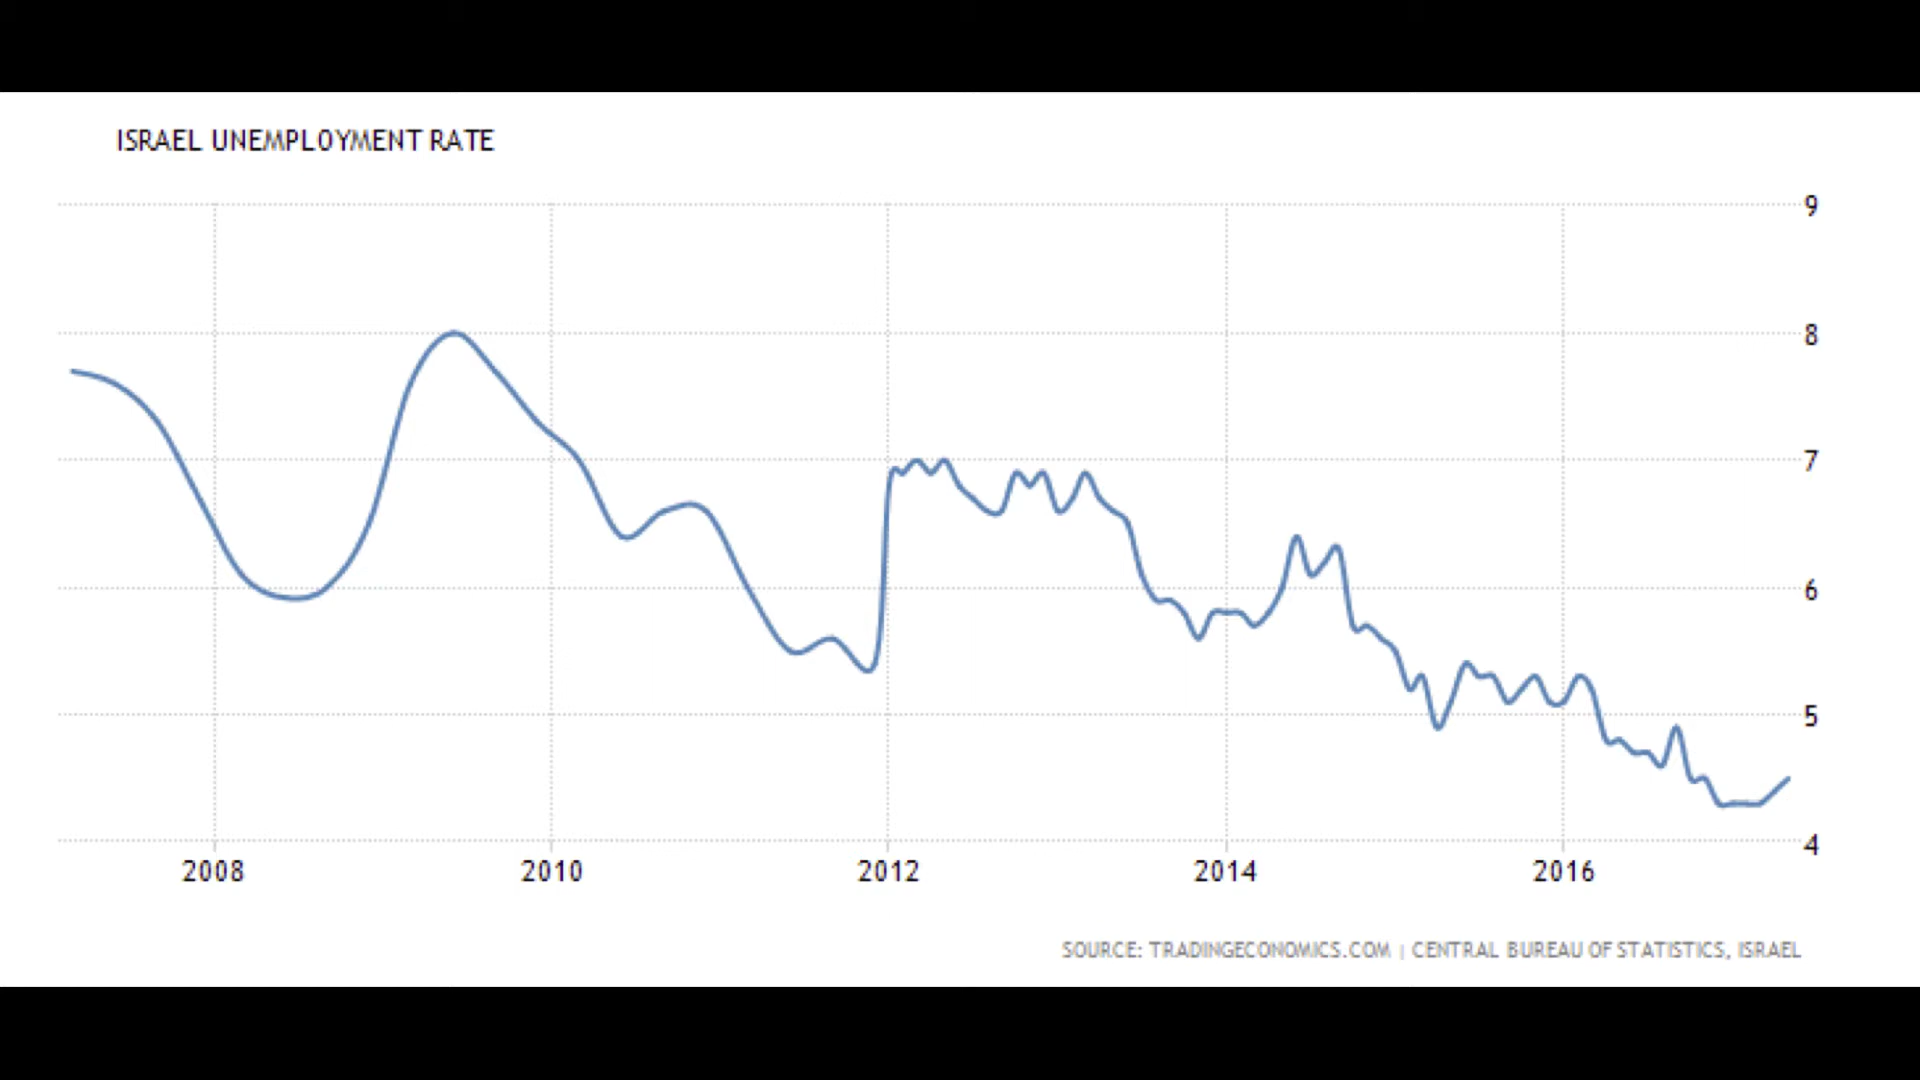 ISRAEL UNEMPLOYMENT RATE
9
8
7
6
5
4
2008 2010 2012 2014 2016
SOURCE: TRADINGECONOMICS.COM | CENTRAL BUREAU OF STATISTICS, ISRAEL